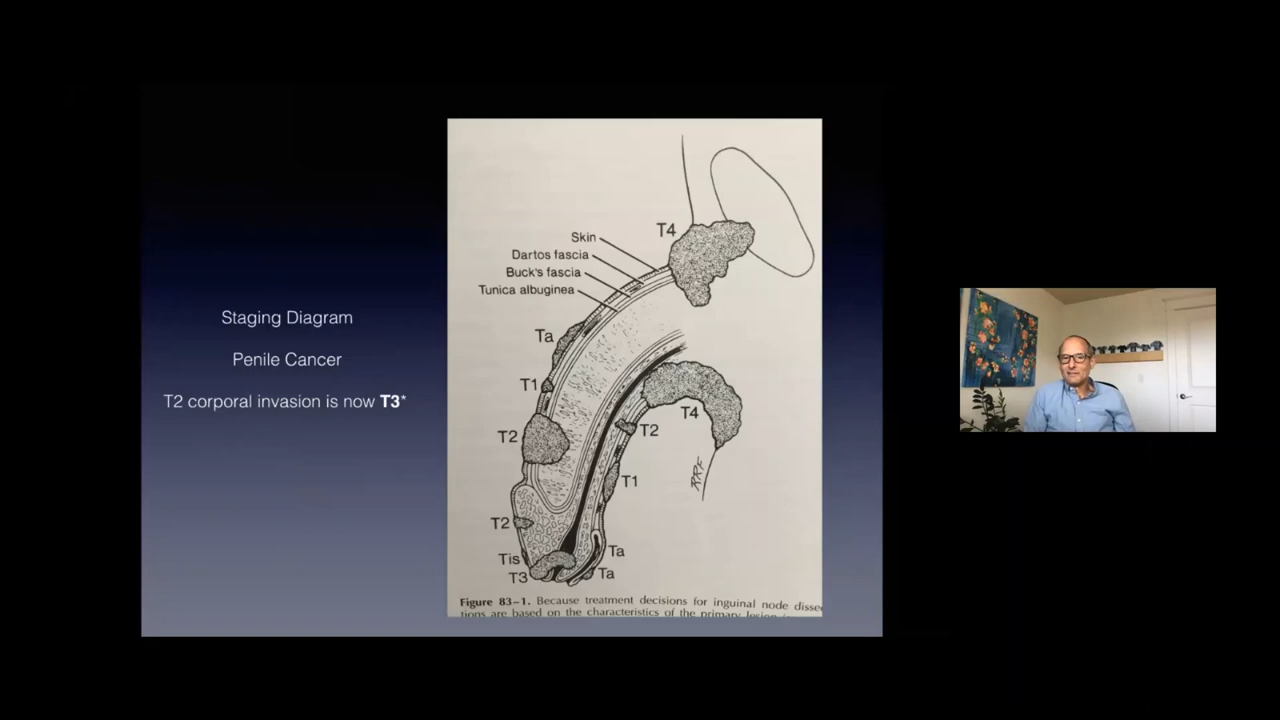 Staging Diagram
Penile Cancer
T2 corporal invasion is now T3*
T4
Skin
Dartos fascia
Buck's fascia
Tunica albuginea
Ta
T1
T2
T4
T2
T1
RRF
T2
Tis
T3
Ta
Ta
Figure 83-1. Because treatment decisions for inguinal node disse
tions are based on the characteristics of the primary lesion